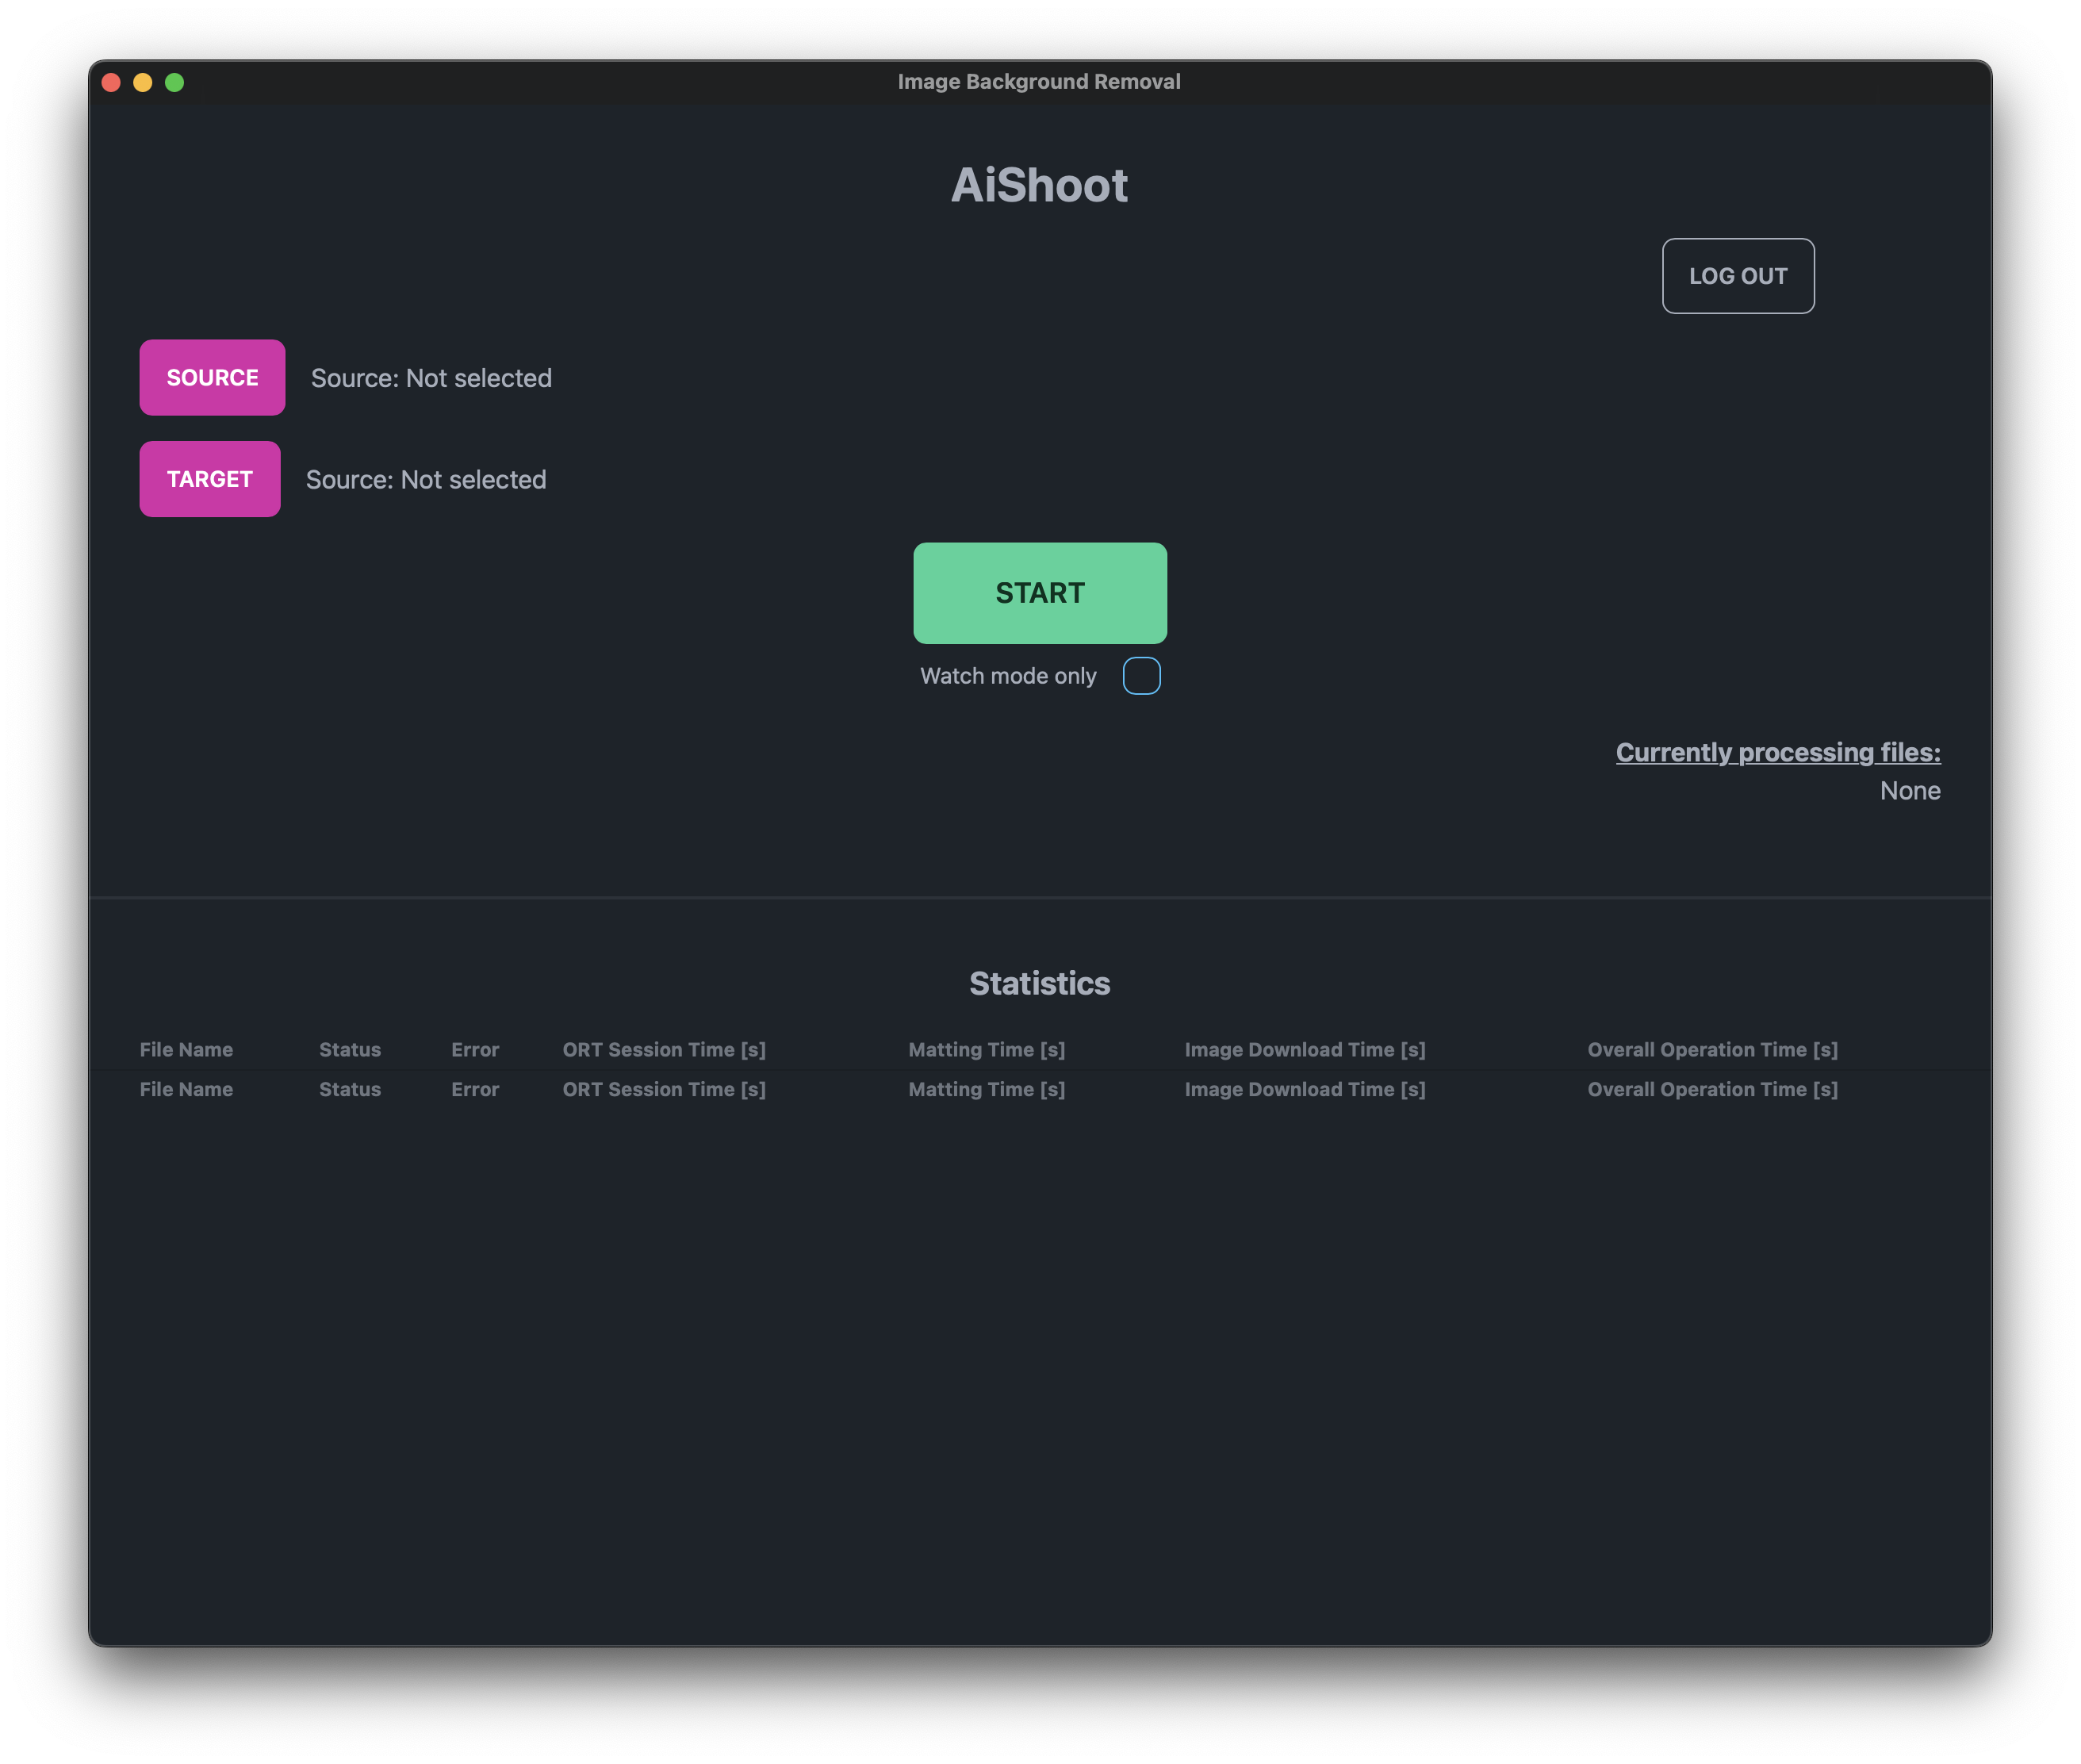 Image Background Removal
AiShoot
LOG OUT
SOURCE Source: Not selected
TARGET Source: Not selected
START
Watch mode only
Currently processing files:
None
Statistics
File Name Status Error ORT Session Time [s] Matting Time [s] Image Download Time [s] Overall Operation Time [s]
File Name Status Error ORT Session Time [s] Matting Time [s] Image Download Time [s] Overall Operation Time [s]